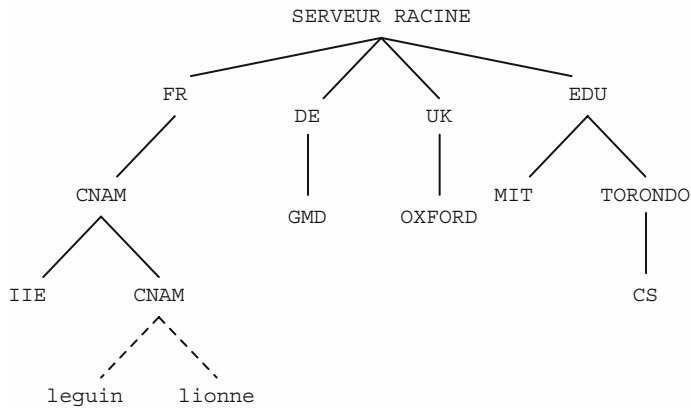 SERVEUR RACINE
FR
DE
UK
EDU
CNAM
GMD
OXFORD
MIT
TORONDO
IIE
CNAM
CS
leguin
lionne